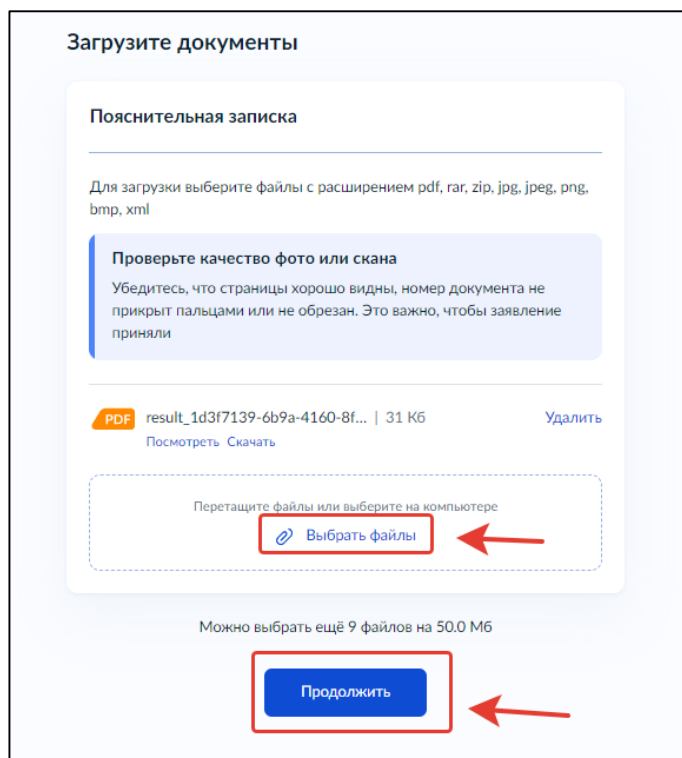 Загрузите документы
Пояснительная записка
Для загрузки выберите файлы с расширением pdf, rar, zip, jpg, jpeg, png,
bmp, xml
Проверьте качество фото или скана
Убедитесь, что страницы хорошо видны, номер документа не
прикрыт пальцами или не обрезан. Это важно, чтобы заявление
приняли
PDF result_1d3f7139-6b9a-4160-8f... | 31 Кб Удалить
Посмотреть Скачать
Перетащите файлы или выберите на компьютере
Выбрать файлы
Можно выбрать ещё 9 файлов на 50.0 Мб
Продолжить